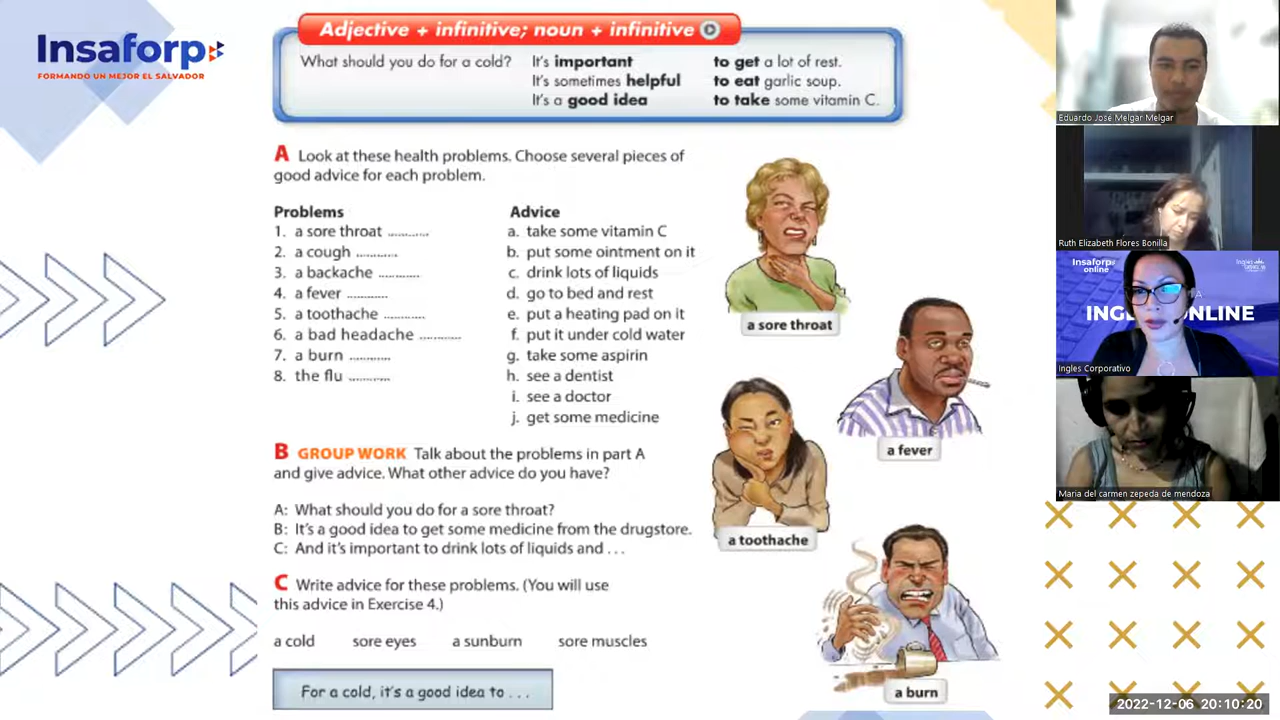 Insaforp
FORMANDO UN MEJOR EL SALVADOR
Adjective + infinitive; noun + infinitive
What should you do for a cold? It's important to get a lot of rest.
It's sometimes helpful to eat garlic soup.
It's a good idea to take some vitamin C.
A Look at these health problems. Choose several pieces of
good advice for each problem.
Problems
1. a sore throat ............
2. a cough ............
3. a backache ............
4. a fever ............
5. a toothache ............
6. a bad headache ............
7. a burn ............
8. the flu ............
Advice
a. take some vitamin C
b. put some ointment on it
c. drink lots of liquids
d. go to bed and rest
e. put a heating pad on it
f. put it under cold water
g. take some aspirin
h. see a dentist
i. see a doctor
j. get some medicine
a sore throat
a fever
a toothache
a burn
B GROUP WORK Talk about the problems in part A
and give advice. What other advice do you have?
A: What should you do for a sore throat?
B: It's a good idea to get some medicine from the drugstore.
C: And it's important to drink lots of liquids and . . .
C Write advice for these problems. (You will use
this advice in Exercise 4.)
a cold sore eyes a sunburn sore muscles
For a cold, it's a good idea to . . .
Eduardo José Melgar Melgar
Ruth Elizabeth Flores Bonilla
Insaforp
online
Ingles Corporativo
Maria del carmen zepeda de mendoza
2022-12-06 20:10:20